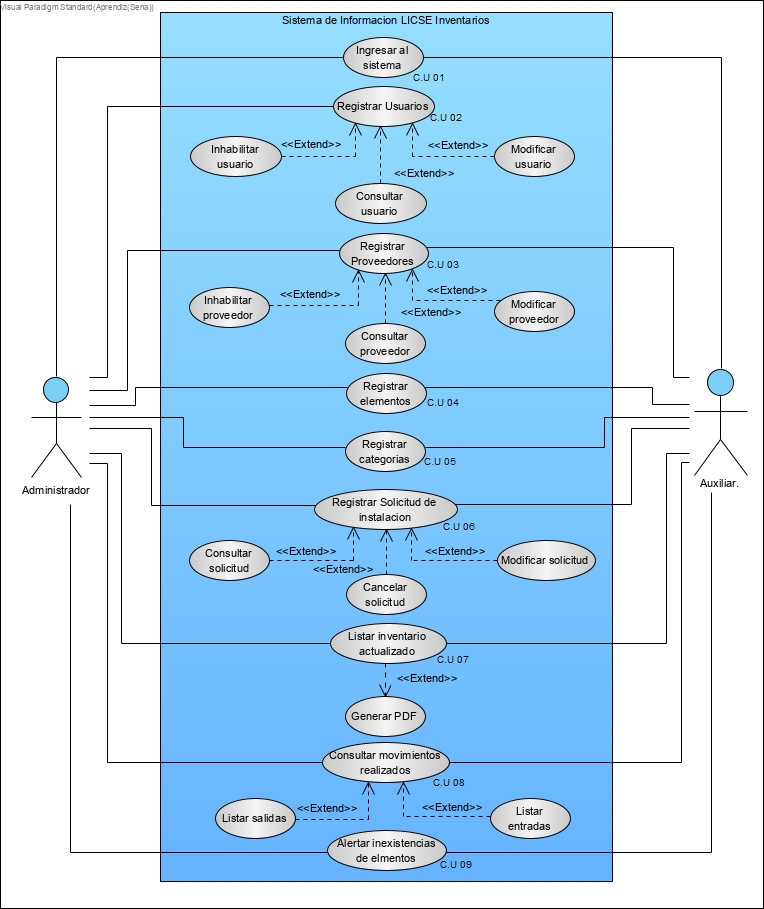 Visual Paradigm Standard(Aprendiz(Sena))
Sistema de Informacion LICSE Inventarios
Ingresar al
sistema
C.U 01
Registrar Usuarios
C.U 02
<<Extend>>
<<Extend>>
Inhabilitar
usuario
Modificar
usuario
<<Extend>>
Consultar
usuario
Registrar
Proveedores
C.U 03
<<Extend>>
<<Extend>>
Inhabilitar
proveedor
Modificar
proveedor
<<Extend>>
Consultar
proveedor
Registrar
elementos
C.U 04
Registrar
categorias
C.U 05
Administrador
Auxiliar.
Registrar Solicitud de
instalacion
C.U 06
<<Extend>>
<<Extend>>
Consultar
solicitud
Modificar solicitud
<<Extend>>
Cancelar
solicitud
Listar inventario
actualizado
C.U 07
<<Extend>>
Generar PDF
Consultar movimientos
realizados
C.U 08
<<Extend>>
<<Extend>>
Listar salidas
Listar
entradas
Alertar inexistencias
de elmentos
C.U 09